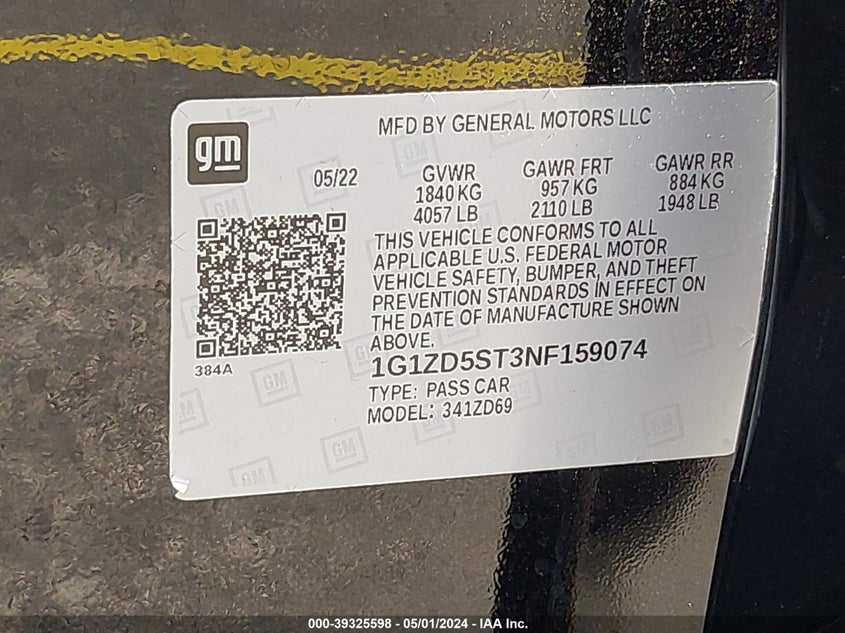 MFD BY GENERAL MOTORS LLC
gm
05/22
GVWR
1840 KG
4057 LB
GAWR FRT
957 KG
2110 LB
GAWR RR
884 KG
1948 LB
THIS VEHICLE CONFORMS TO ALL
APPLICABLE U.S. FEDERAL MOTOR
VEHICLE SAFETY, BUMPER, AND THEFT
PREVENTION STANDARDS IN EFFECT ON
THE DATE OF MANUFACTURE SHOWN
ABOVE.
384A
1G1ZD5ST3NF159074
TYPE: PASS CAR
MODEL: 341ZD69
000-39325598 - 05/01/2024 - IAA Inc.